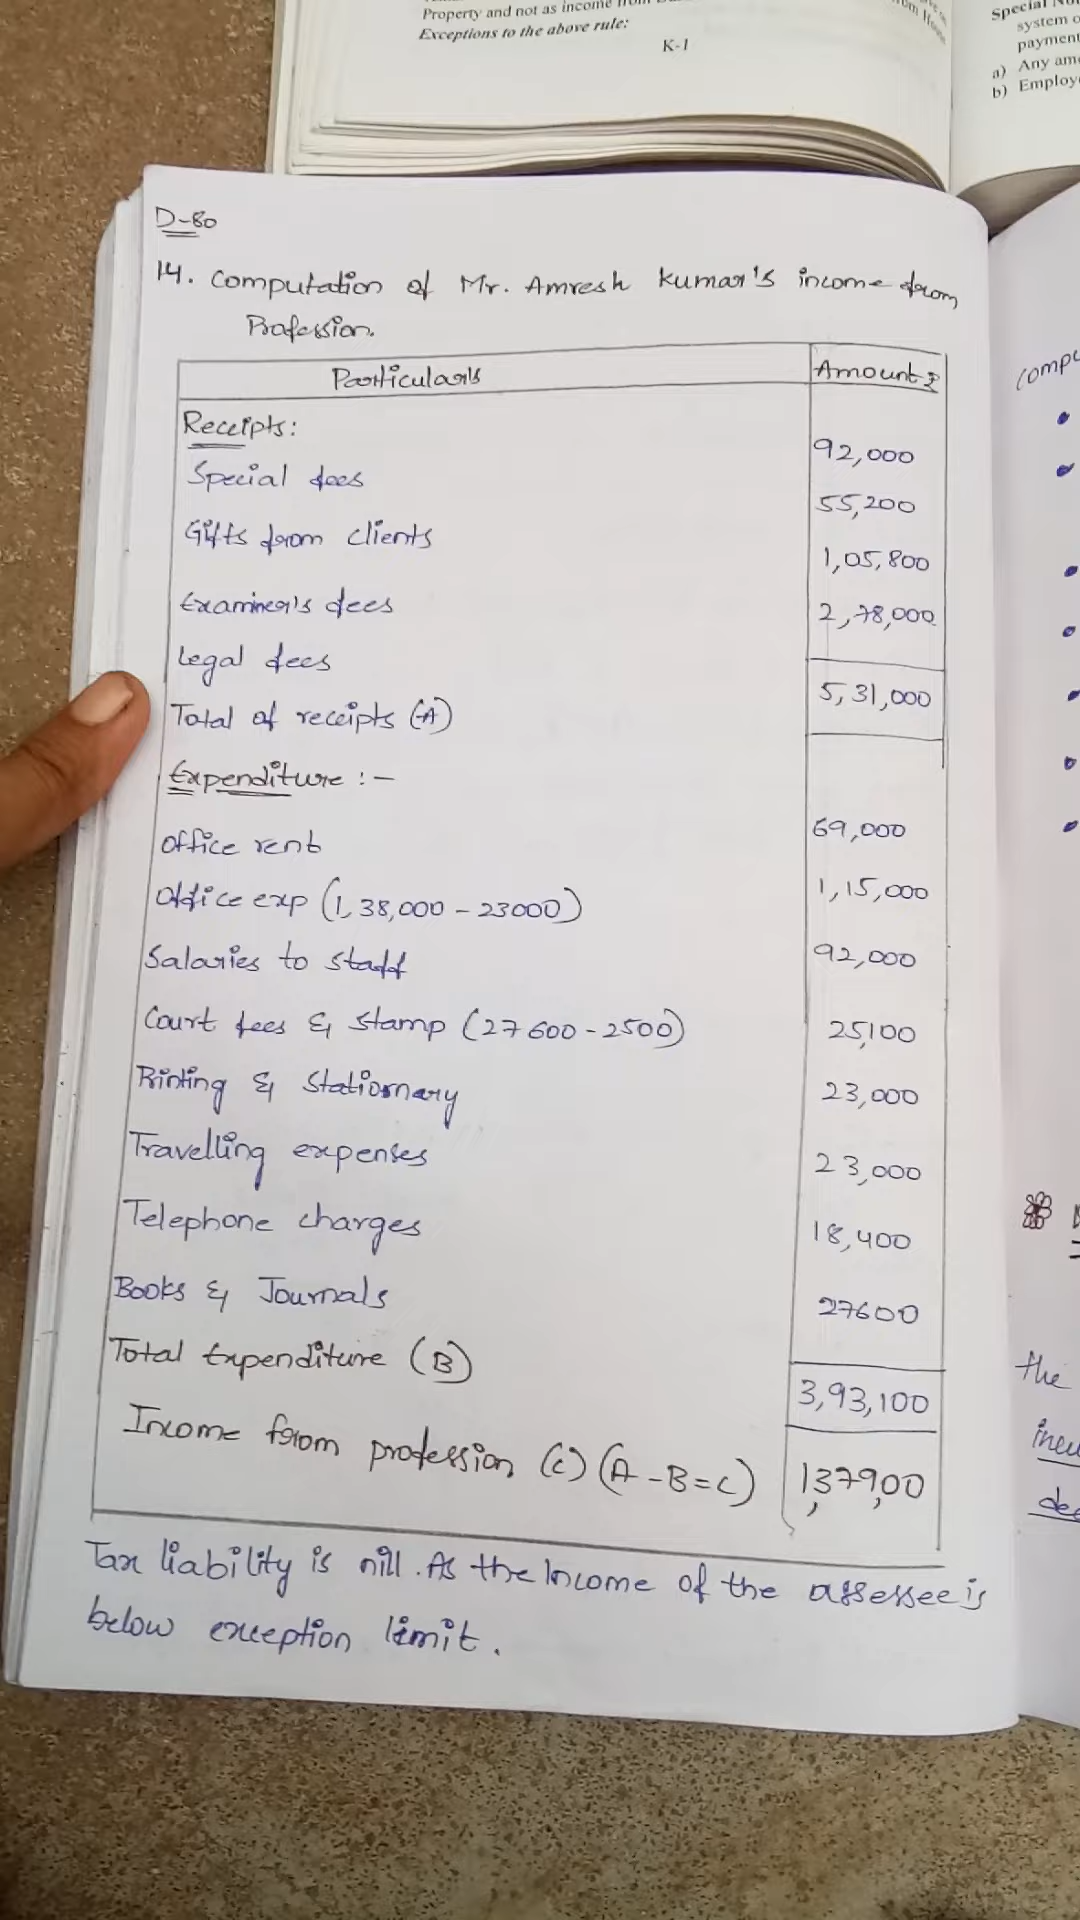 Property and not as income from
Exceptions to the above rule:
K-1
Special
system o
payment
a) Any am
b) Employ
D-80
14. Computation of Mr. Amresh Kumar's income from
Profession.
Particulars Amount ₹
Receipts:
Special fees 92,000
Gifts from clients 55,200
Examiner's fees 1,05,800
Legal fees 2,78,000
Total of receipts (A) 5,31,000
Expenditure :-
Office rent 69,000
Office exp (1,38,000 - 23000) 1,15,000
Salaries to staff 92,000
Court fees & stamp (27600 - 2500) 25,100
Printing & Stationary 23,000
Travelling expenses 23,000
Telephone charges 18,400
Books & Journals 27600
Total Expenditure (B) 3,93,100
Income from profession (C) (A - B = C) 1,37,900
Tax liability is nill. As the Income of the assessee is
below exception limit.
compu
the